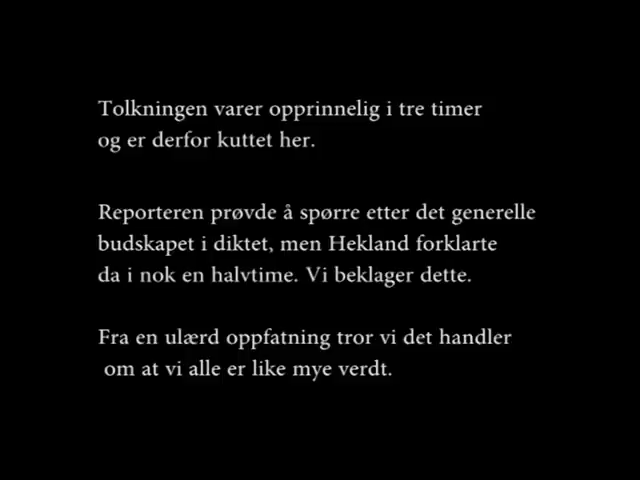 Tolkningen varer opprinnelig i tre timer
og er derfor kuttet her.
Reporteren prøvde å spørre etter det generelle
budskapet i diktet, men Hekland forklarte
da i nok en halvtime. Vi beklager dette.
Fra en ulærd oppfatning tror vi det handler
om at vi alle er like mye verdt.